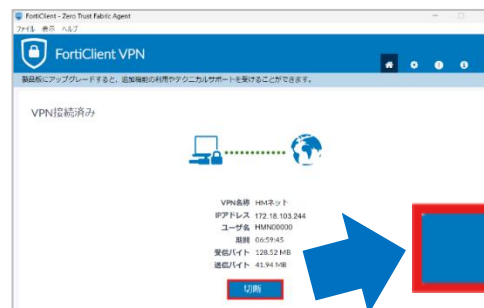 FortiClient - Zero Trust Fabric Agent
ファイル 表示 ヘルプ
FortiClient VPN
製品版にアップグレードすると、追加機能の利用やテクニカルサポートを受けることができます。
VPN接続済み
VPN名称 HMネット
IPアドレス 172.18.103.244
ユーザ名 HMN00000
期間 06:59:45
受信バイト 128.52 MB
送信バイト 41.94 MB
切断